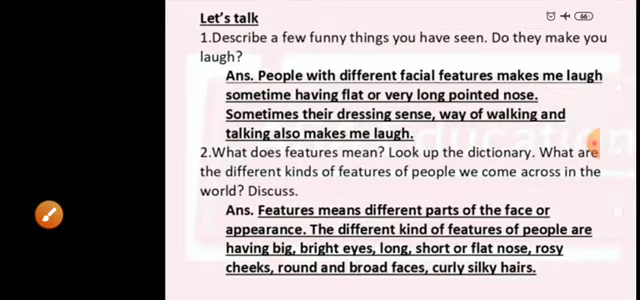 Let's talk
66
1.Describe a few funny things you have seen. Do they make you
laugh?
Ans. People with different facial features makes me laugh
sometime having flat or very long pointed nose.
Sometimes their dressing sense, way of walking and
talking also makes me laugh.
2.What does features mean? Look up the dictionary. What are
the different kinds of features of people we come across in the
world? Discuss.
Ans. Features means different parts of the face or
appearance. The different kind of features of people are
having big, bright eyes, long, short or flat nose, rosy
cheeks, round and broad faces, curly silky hairs.